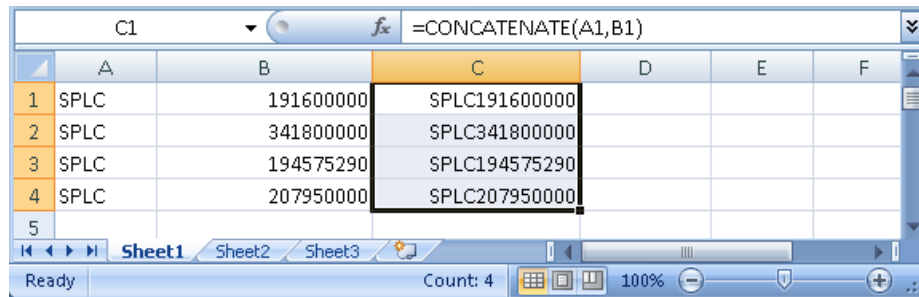 C1 fx =CONCATENATE(A1,B1)
A B C D E F
1 SPLC 191600000 SPLC191600000
2 SPLC 341800000 SPLC341800000
3 SPLC 194575290 SPLC194575290
4 SPLC 207950000 SPLC207950000
5
Sheet1 Sheet2 Sheet3
Ready Count: 4 100%